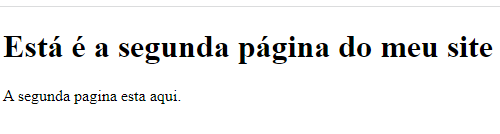 Está é a segunda página do meu site
A segunda pagina esta aqui.